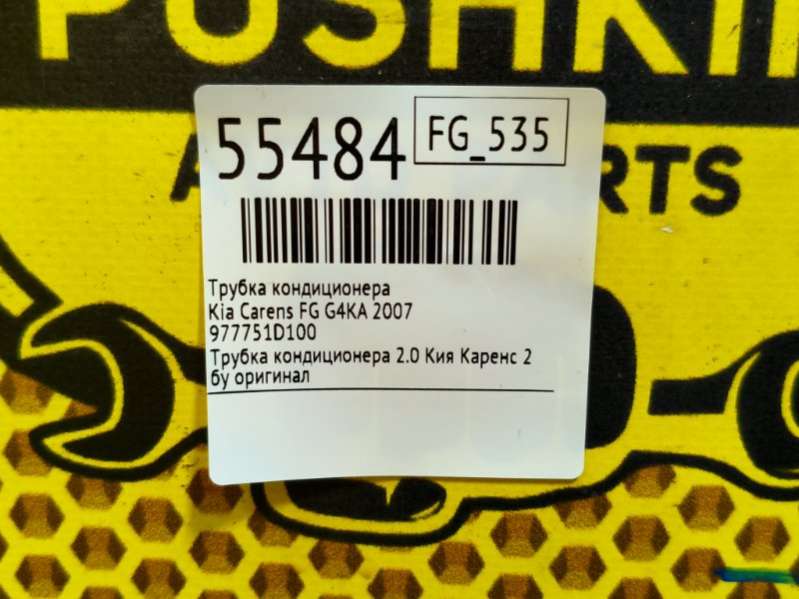 PUSHKI
55484
FG_535
A
RTS
Трубка кондиционера
Kia Carens FG G4KA 2007
977751D100
Трубка кондиционера 2.0 Кия Каренс 2
бу оригинал